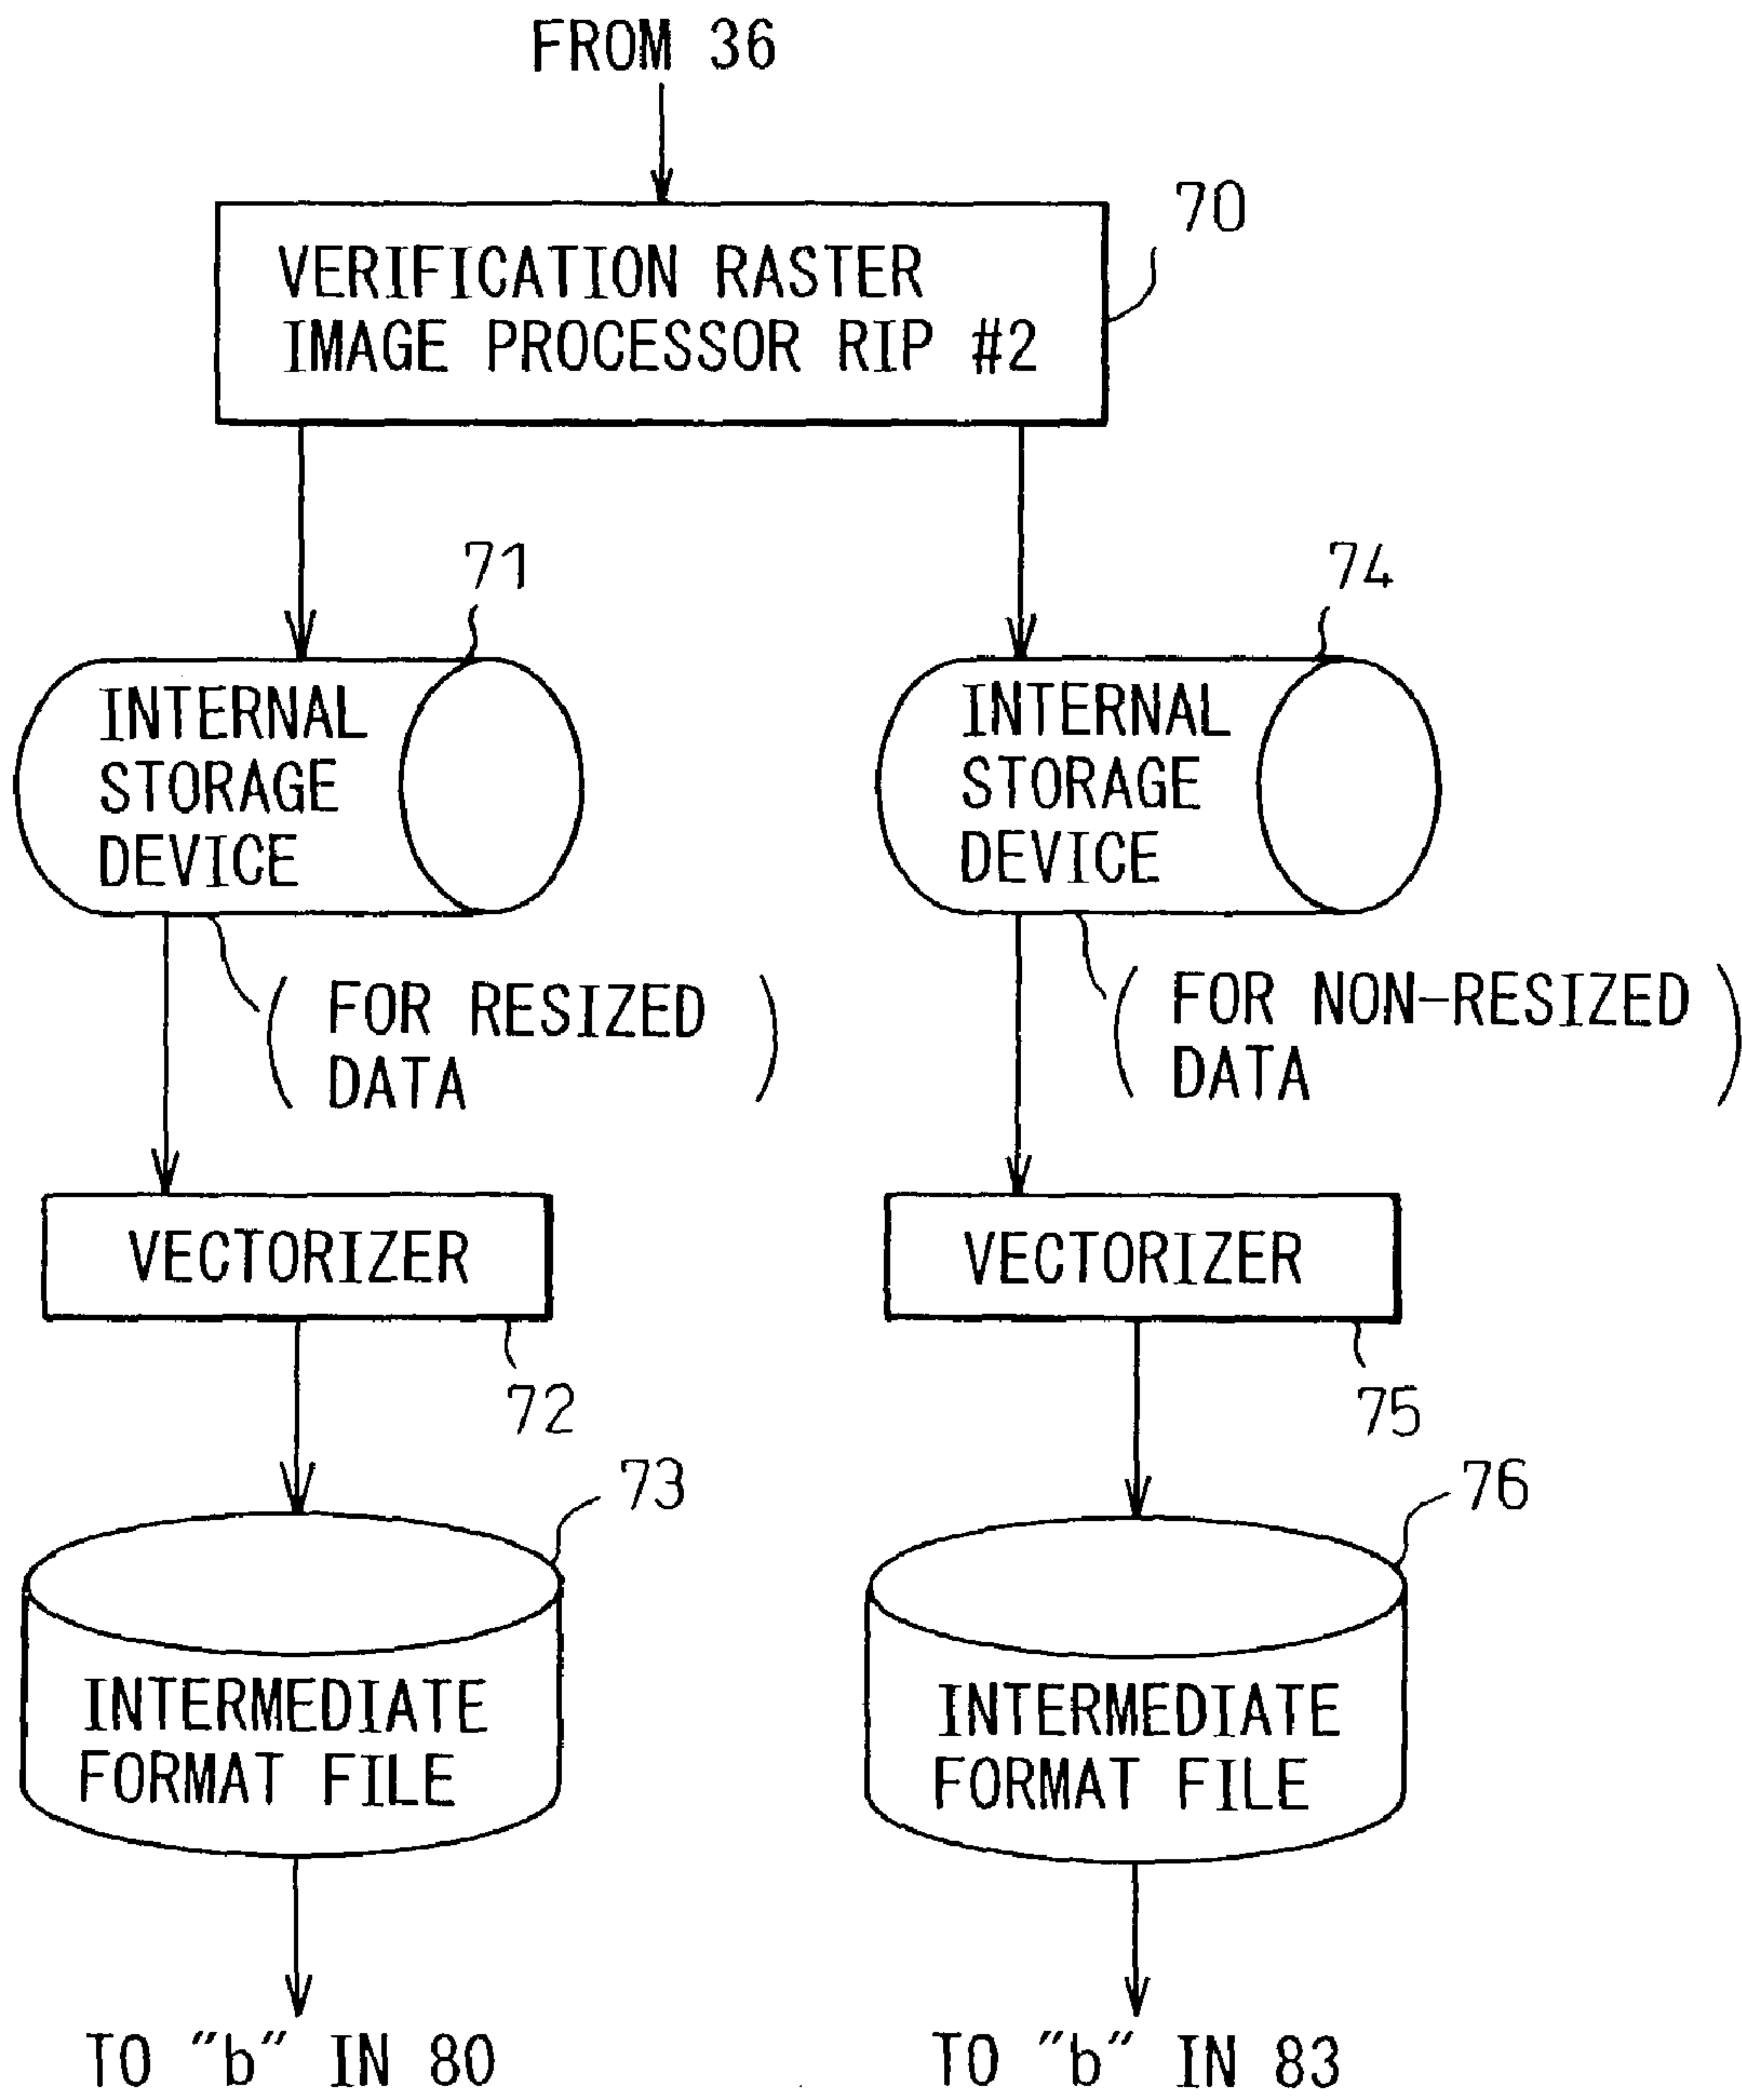 FROM 36
70
VERIFICATION RASTER
IMAGE PROCESSOR RIP #2
71
INTERNAL
STORAGE
DEVICE
(FOR RESIZED
DATA)
74
INTERNAL
STORAGE
DEVICE
(FOR NON-RESIZED
DATA)
VECTORIZER
72
VECTORIZER
75
73
INTERMEDIATE
FORMAT FILE
76
INTERMEDIATE
FORMAT FILE
TO "b" IN 80
TO "b" IN 83